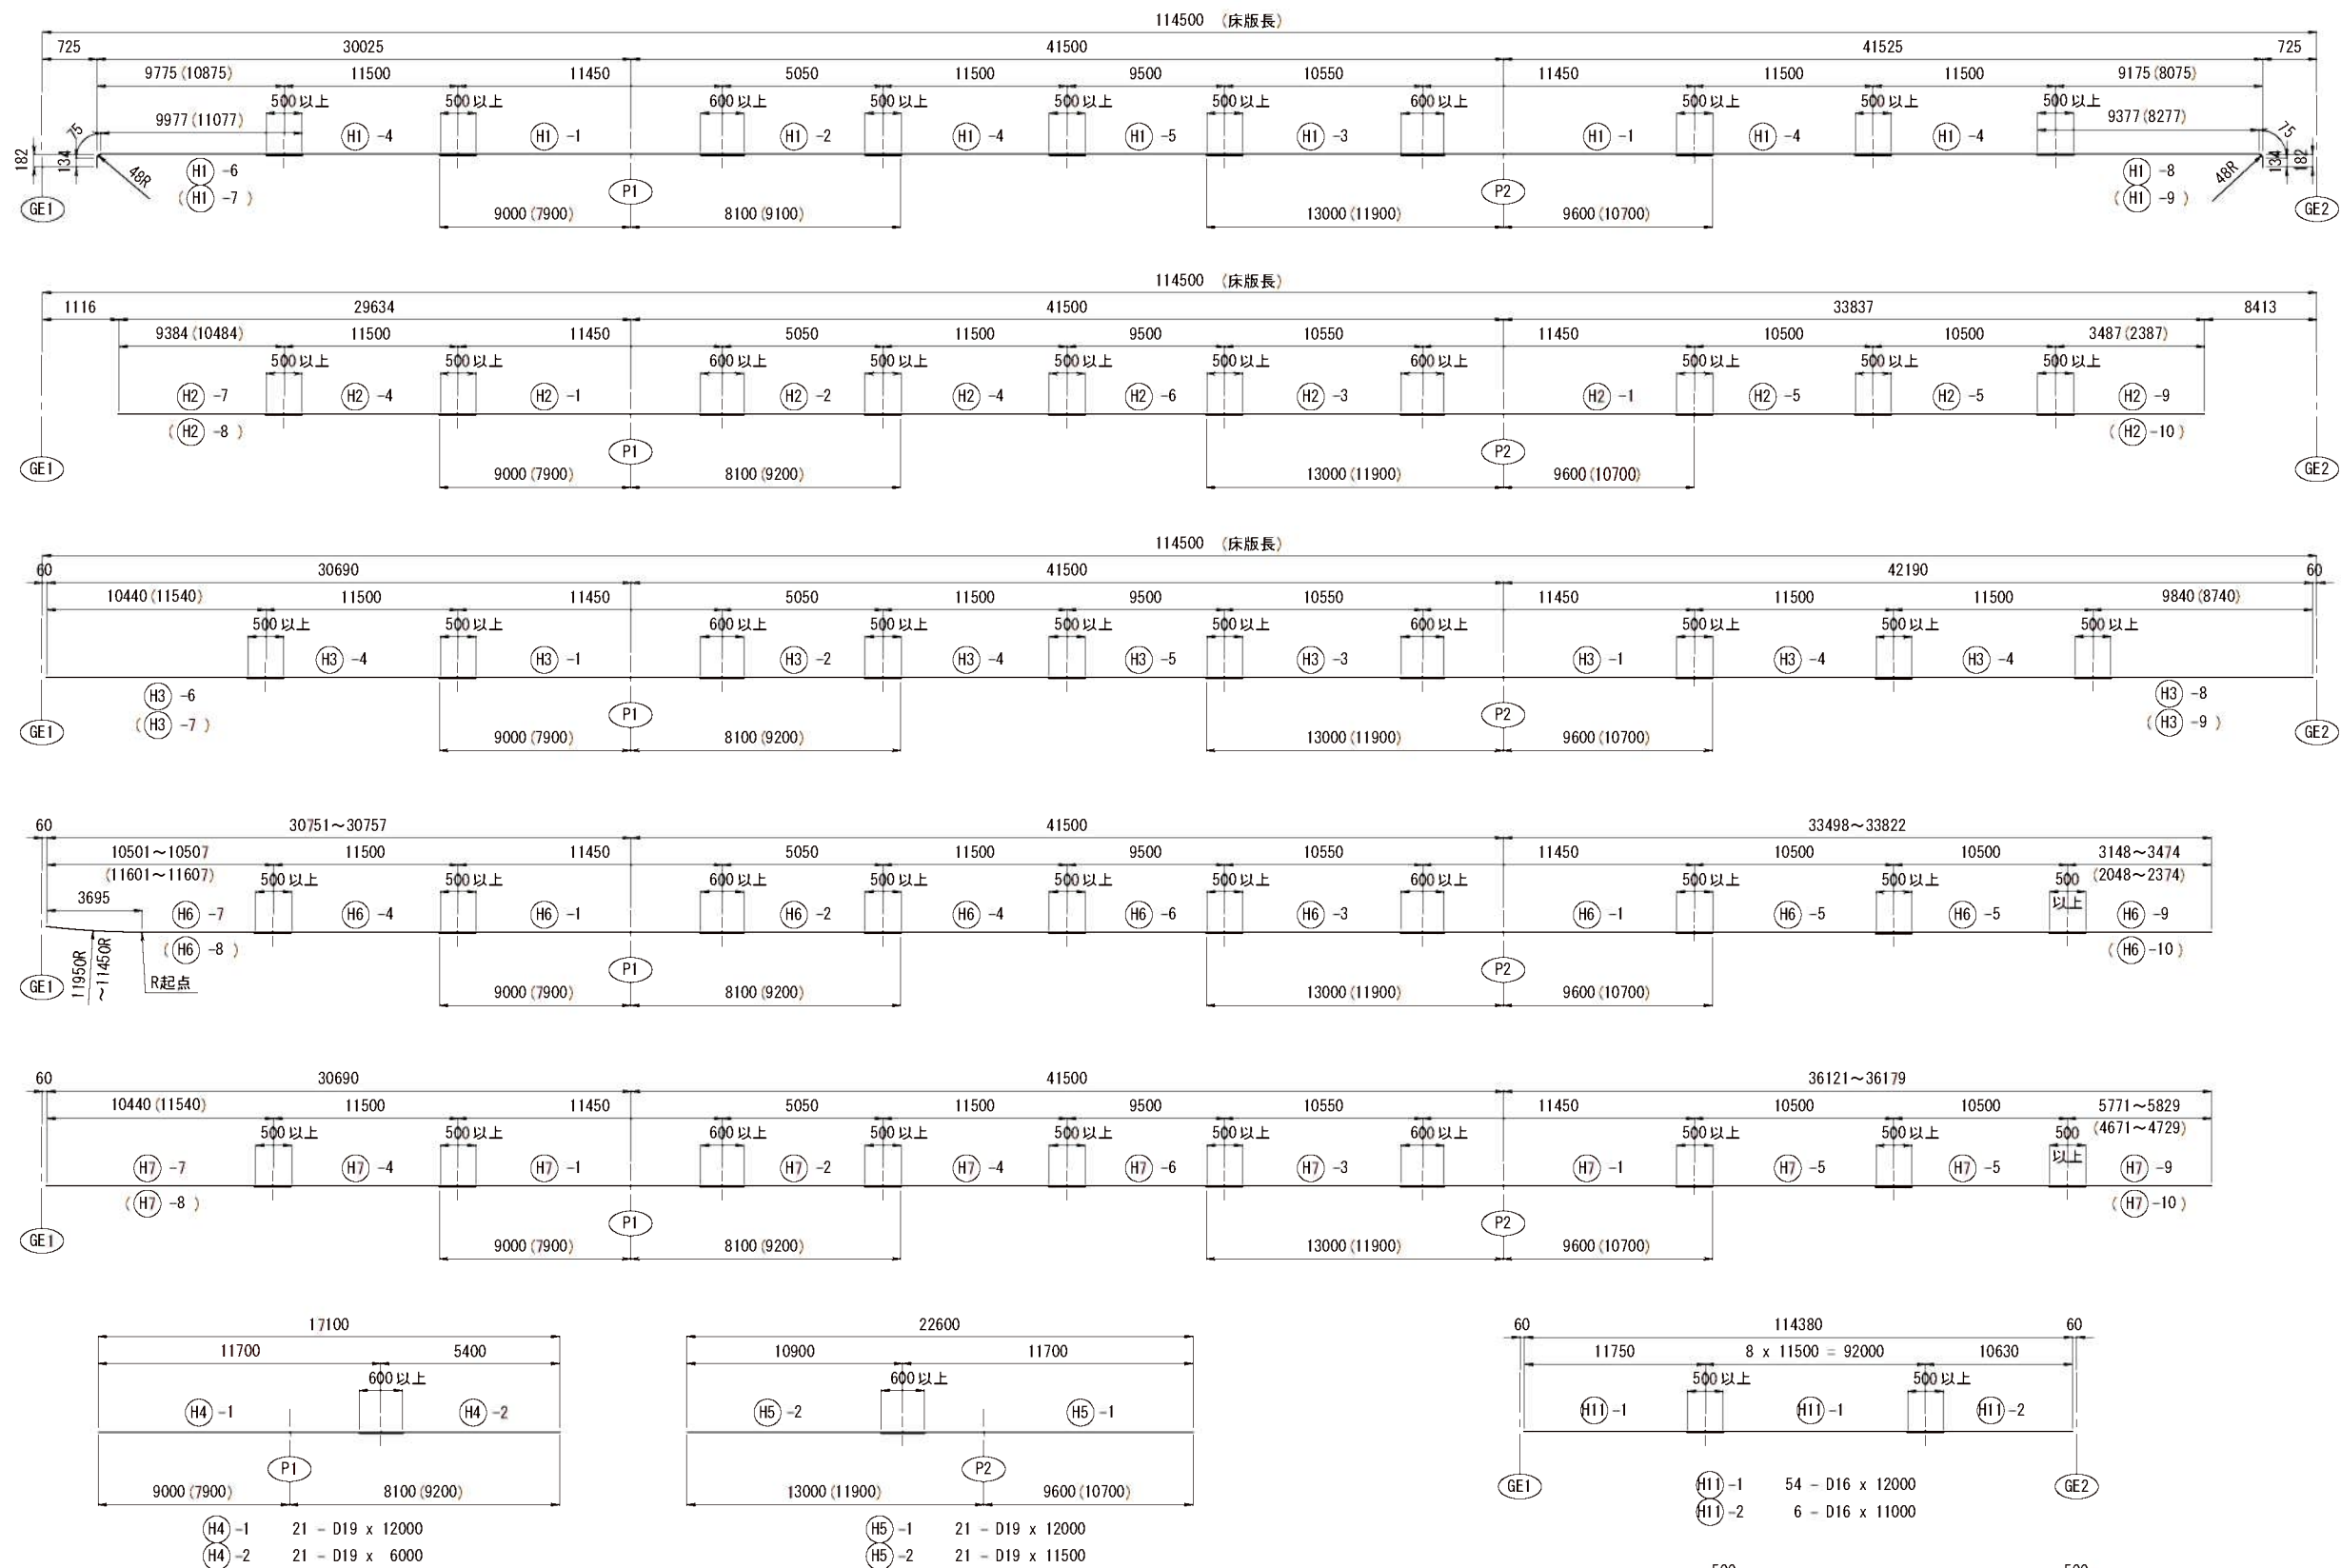 114500 (床版長)
725 30025 41500 41525 725
9775(10875) 11500 11450 5050 11500 9500 10550 11450 11500 11500 9175(8075)
500以上 500以上 600以上 500以上 500以上 500以上 600以上 500以上 500以上 500以上
9977(11077) 9377(8277)
75 H1 -4 H1 -1 H1 -2 H1 -4 H1 -5 H1 -3 H1 -1 H1 -4 H1 -4 75
182 134 48R H1 -6 H1 -8 48R 134 182
(H1 -7) (H1 -9)
GE1 P1 P2 GE2
9000(7900) 8100(9100) 13000(11900) 9600(10700)
114500 (床版長)
1116 29634 41500 33837 8413
9384(10484) 11500 11450 5050 11500 9500 10550 11450 10500 10500 3487(2387)
500以上 500以上 600以上 500以上 500以上 500以上 600以上 500以上 500以上 500以上
H2 -7 H2 -4 H2 -1 H2 -2 H2 -4 H2 -6 H2 -3 H2 -1 H2 -5 H2 -5 H2 -9
(H2 -8) (H2 -10)
GE1 P1 P2 GE2
9000(7900) 8100(9200) 13000(11900) 9600(10700)
114500 (床版長)
60 30690 41500 42190 60
10440(11540) 11500 11450 5050 11500 9500 10550 11450 11500 11500 9840(8740)
500以上 500以上 600以上 500以上 500以上 500以上 600以上 500以上 500以上 500以上
H3 -4 H3 -1 H3 -2 H3 -4 H3 -5 H3 -3 H3 -1 H3 -4 H3 -4
H3 -6 H3 -8
(H3 -7) (H3 -9)
GE1 P1 P2 GE2
9000(7900) 8100(9200) 13000(11900) 9600(10700)
60 30751～30757 41500 33498～33822
10501～10507 11500 11450 5050 11500 9500 10550 11450 10500 10500 3148～3474
(11601～11607) (2048～2374)
500以上 500以上 600以上 500以上 500以上 500以上 600以上 500以上 500以上 500以上
3695 H6 -7 H6 -4 H6 -1 H6 -2 H6 -4 H6 -6 H6 -3 H6 -1 H6 -5 H6 -5 H6 -9
(H6 -8) (H6 -10)
11950R
～11450R
R起点
GE1 P1 P2
9000(7900) 8100(9200) 13000(11900) 9600(10700)
60 30690 41500 36121～36179
10440(11540) 11500 11450 5050 11500 9500 10550 11450 10500 10500 5771～5829
(4671～4729)
500以上 500以上 600以上 500以上 500以上 500以上 600以上 500以上 500以上 500以上
H7 -7 H7 -4 H7 -1 H7 -2 H7 -4 H7 -6 H7 -3 H7 -1 H7 -5 H7 -5 H7 -9
(H7 -8) (H7 -10)
GE1 P1 P2
9000(7900) 8100(9200) 13000(11900) 9600(10700)
17100
11700 5400
600以上
H4 -1 H4 -2
P1
9000(7900) 8100(9200)
H4 -1 21 - D19 x 12000
H4 -2 21 - D19 x 6000
22600
10900 11700
600以上
H5 -2 H5 -1
P2
13000(11900) 9600(10700)
H5 -1 21 - D19 x 12000
H5 -2 21 - D19 x 11500
60 114380 60
11750 8 x 11500 = 92000 10630
500以上 500以上
H11 -1 H11 -1 H11 -2
GE1 GE2
H11 -1 54 - D16 x 12000
H11 -2 6 - D16 x 11000